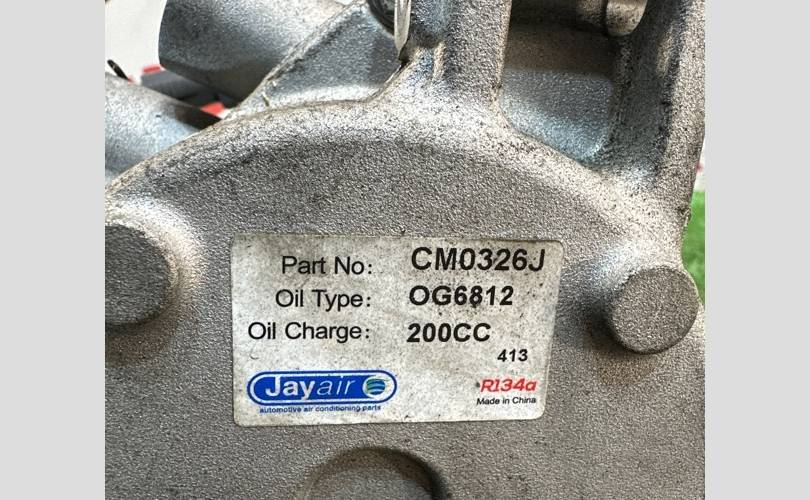 Part No: CM0326J
Oil Type: OG6812
Oil Charge: 200CC
413
Jayair
R134a
automotive air conditioning parts
Made in China